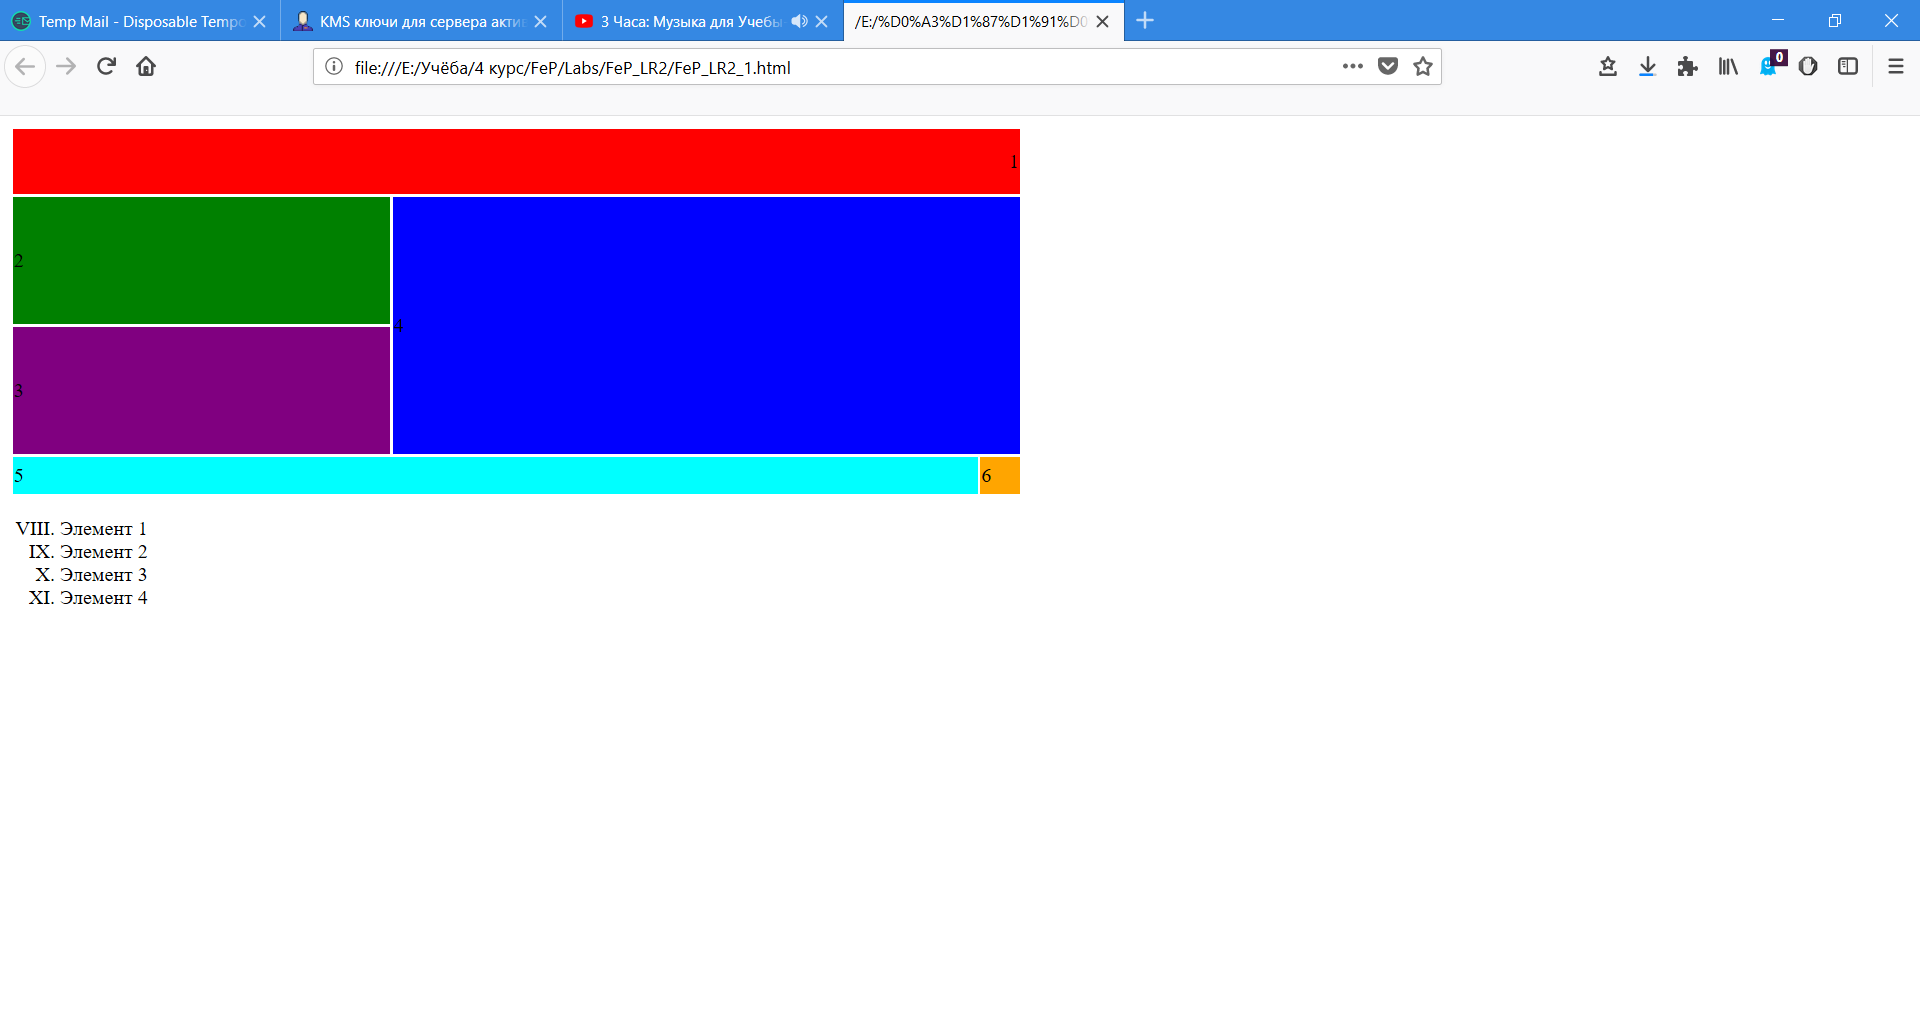 Temp Mail - Disposable Tempo
KMS ключи для сервера акти
3 Часа: Музыка для Учебы
/E:/%D0%A3%D1%87%D1%91%D0
file:///E:/Учёба/4 курс/FeP/Labs/FeP_LR2/FeP_LR2_1.html
0
1
2
4
3
5
6
VIII. Элемент 1
IX. Элемент 2
X. Элемент 3
XI. Элемент 4